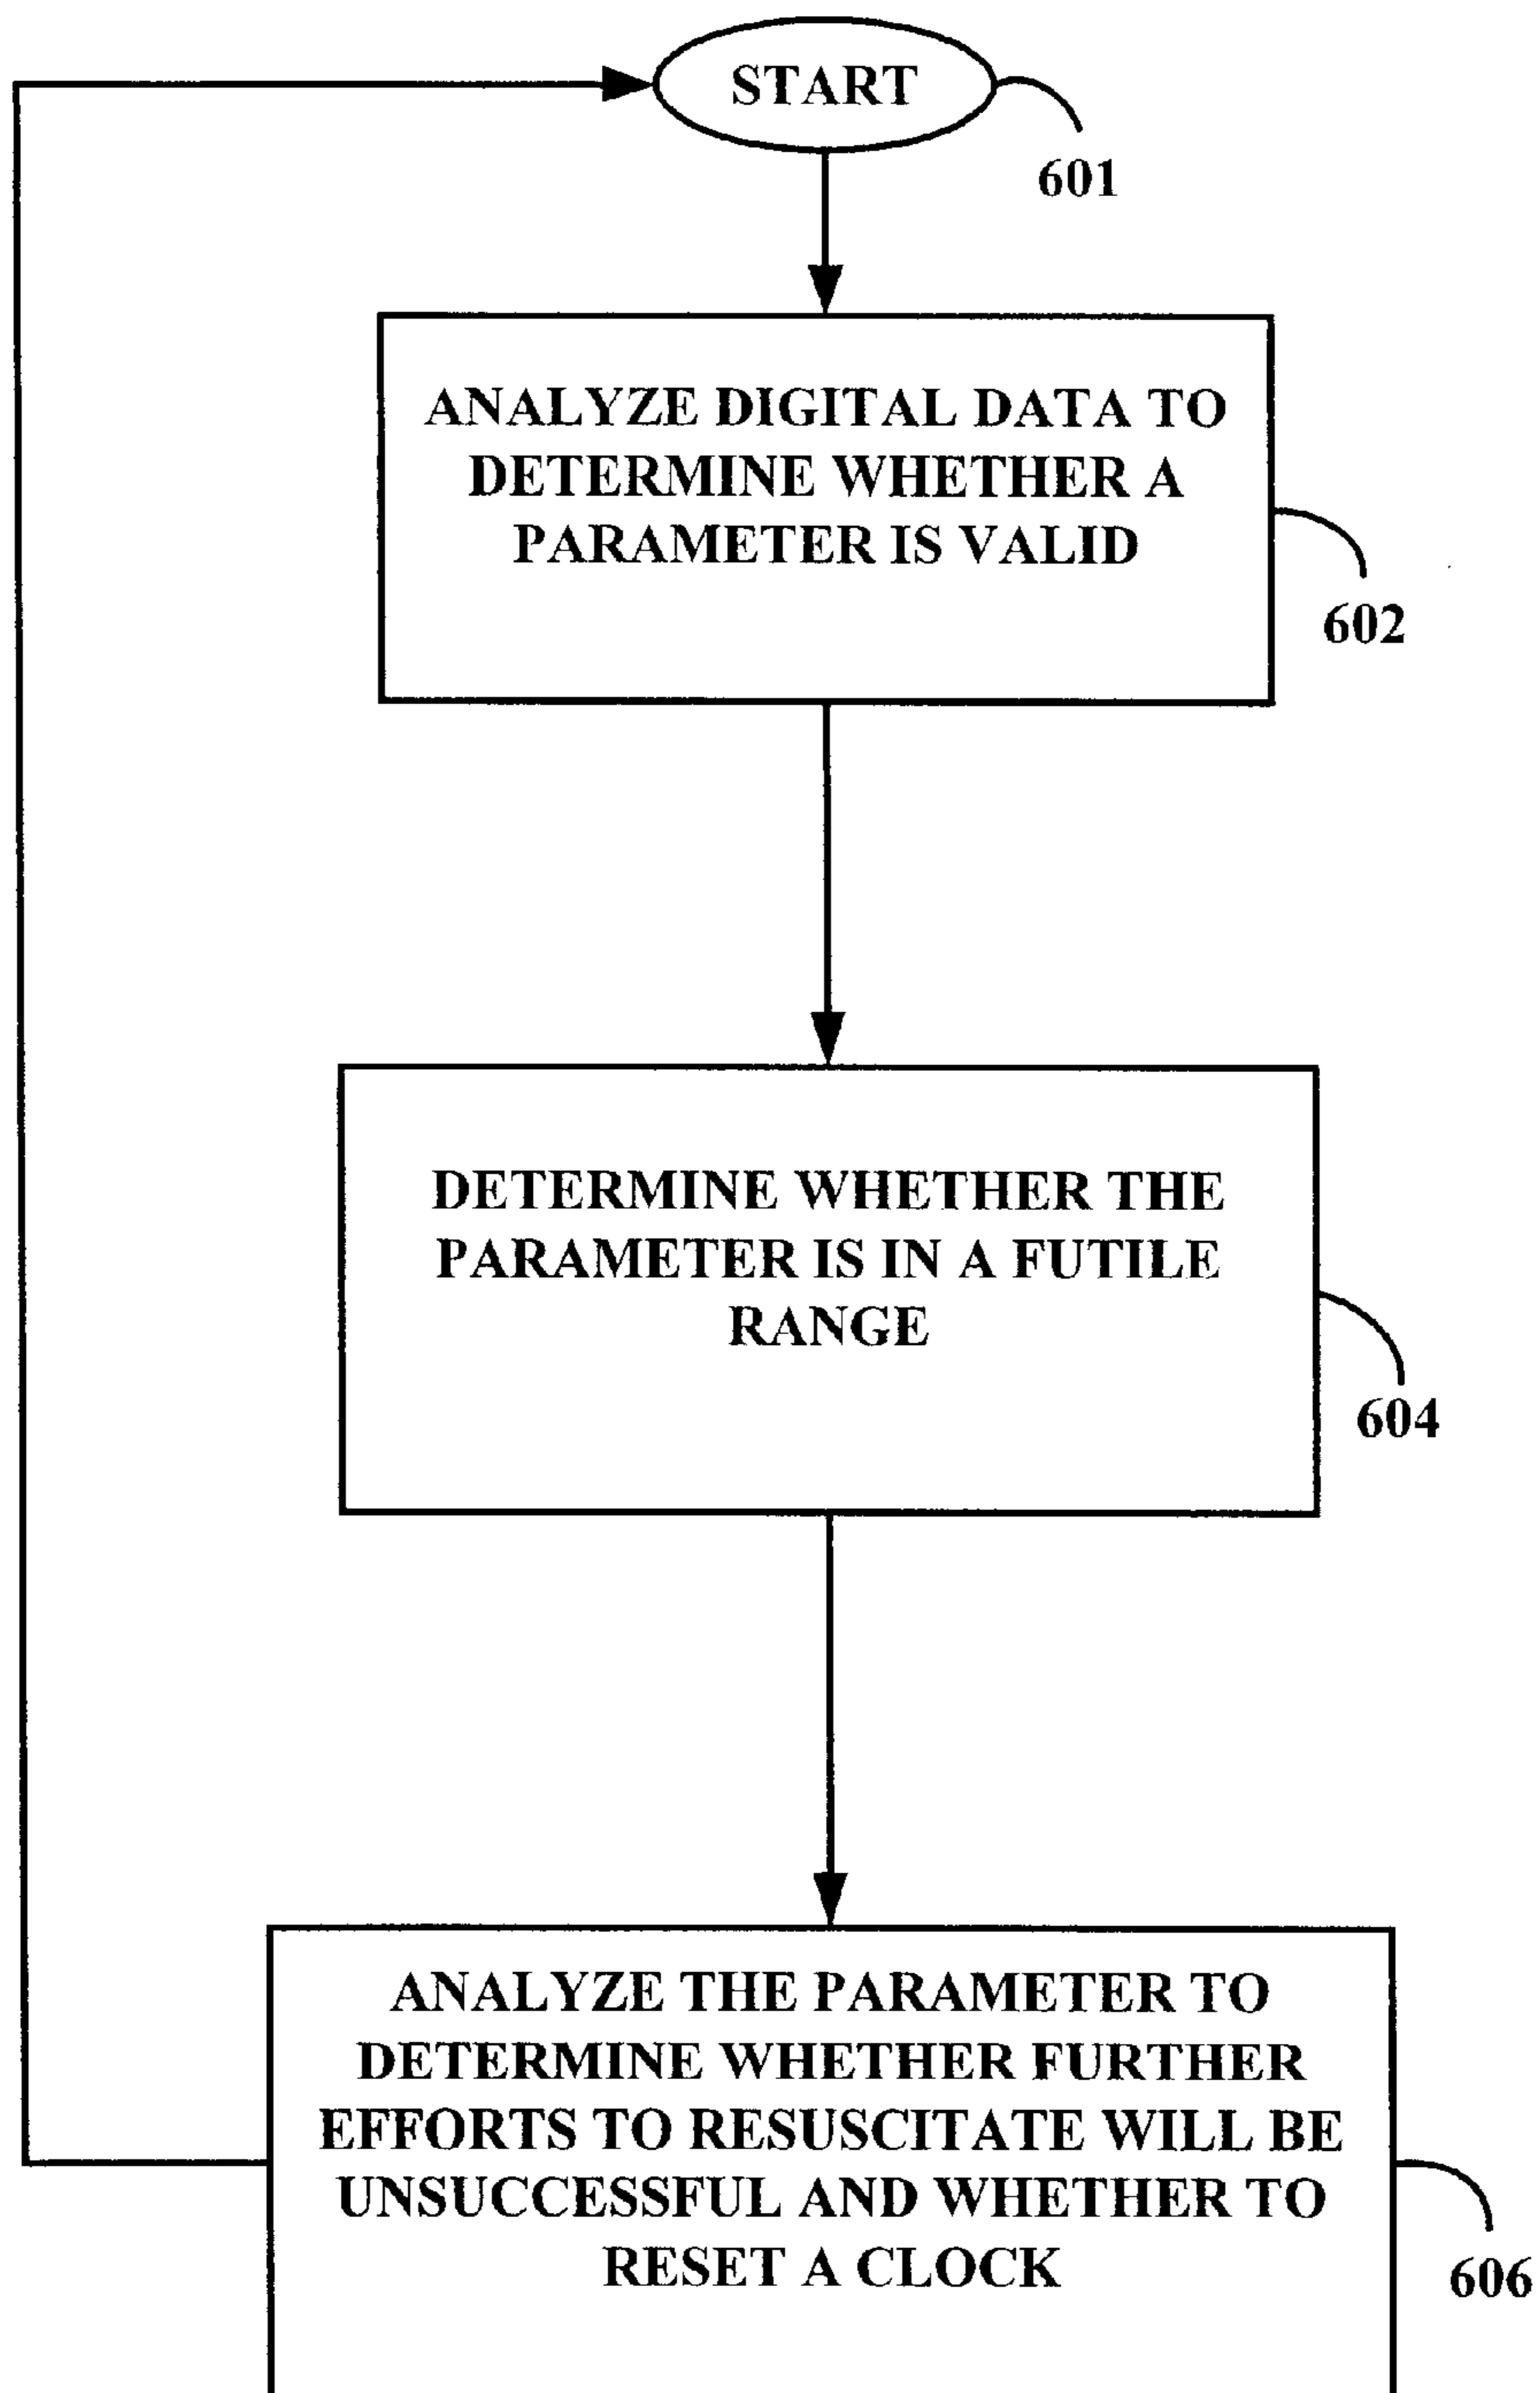 START
601
ANALYZE DIGITAL DATA TO
DETERMINE WHETHER A
PARAMETER IS VALID
602
DETERMINE WHETHER THE
PARAMETER IS IN A FUTILE
RANGE
604
ANALYZE THE PARAMETER TO
DETERMINE WHETHER FURTHER
EFFORTS TO RESUSCITATE WILL BE
UNSUCCESSFUL AND WHETHER TO
RESET A CLOCK
606